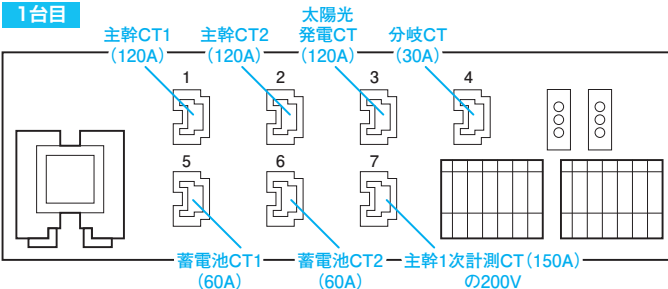 1台目
主幹CT1
(120A)
主幹CT2
(120A)
太陽光
発電CT
(120A)
分岐CT
(30A)
1
2
3
4
5
6
7
蓄電池CT1
(60A)
蓄電池CT2
(60A)
主幹1次計測CT(150A)
の200V